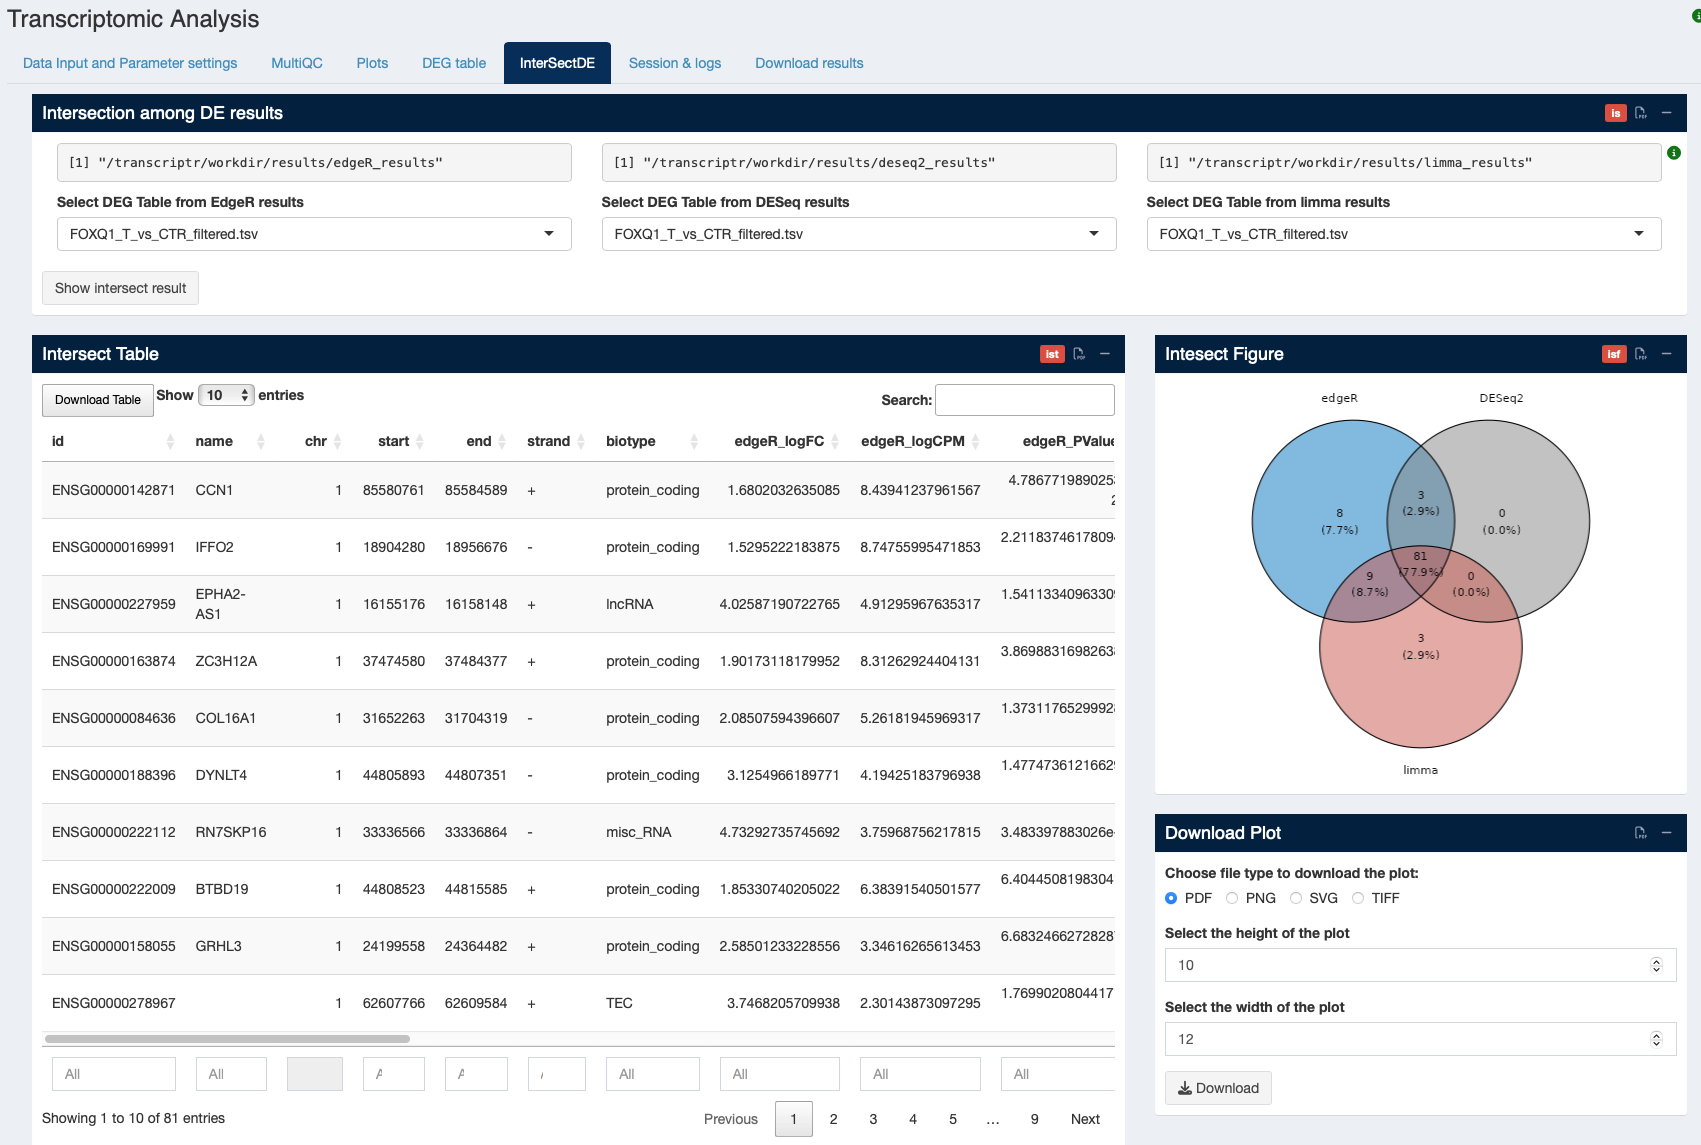 Transcriptomic Analysis
Data Input and Parameter settings MultiQC Plots DEG table InterSectDE Session & logs Download results
Intersection among DE results is
[1] "/transcriptr/workdir/results/edgeR_results" [1] "/transcriptr/workdir/results/deseq2_results" [1] "/transcriptr/workdir/results/limma_results"
Select DEG Table from EdgeR results Select DEG Table from DESeq results Select DEG Table from limma results
FOXQ1_T_vs_CTR_filtered.tsv FOXQ1_T_vs_CTR_filtered.tsv FOXQ1_T_vs_CTR_filtered.tsv
Show intersect result
Intersect Table ist
Download Table Show 10 entries Search:
id name chr start end strand biotype edgeR_logFC edgeR_logCPM edgeR_PValue
ENSG00000142871 CCN1 1 85580761 85584589 + protein_coding 1.6802032635085 8.43941237961567 4.7867719890253
2
ENSG00000169991 IFFO2 1 18904280 18956676 - protein_coding 1.5295222183875 8.74755995471853 2.2118374617809
ENSG00000227959 EPHA2-AS1 1 16155176 16158148 + lncRNA 4.02587190722765 4.91295967635317 1.5411334096330
ENSG00000163874 ZC3H12A 1 37474580 37484377 + protein_coding 1.90173118179952 8.31262924404131 3.8698831698263
ENSG00000084636 COL16A1 1 31652263 31704319 - protein_coding 2.08507594396607 5.26181945969317 1.3731176529992
ENSG00000188396 DYNLT4 1 44805893 44807351 - protein_coding 3.1254966189771 4.19425183796938 1.4774736121662
ENSG00000222112 RN7SKP16 1 33336566 33336864 - misc_RNA 4.73292735745692 3.75968756217815 3.483397883026e-
ENSG00000222009 BTBD19 1 44808523 44815585 + protein_coding 1.85330740205022 6.38391540501577 6.4044508198304
ENSG00000158055 GRHL3 1 24199558 24364482 + protein_coding 2.58501233228556 3.34616265613453 6.6832466272828
ENSG00000278967 1 62607766 62609584 + TEC 3.7468205709938 2.30143873097295 1.7699020804417
All All All All All All
Showing 1 to 10 of 81 entries Previous 1 2 3 4 5 ... 9 Next
Intesect Figure isf
edgeR DESeq2
8
(7.7%)
3
(2.9%)
0
(0.0%)
81
(77.9%)
9
(8.7%)
0
(0.0%)
3
(2.9%)
limma
Download Plot
Choose file type to download the plot:
PDF PNG SVG TIFF
Select the height of the plot
10
Select the width of the plot
12
Download